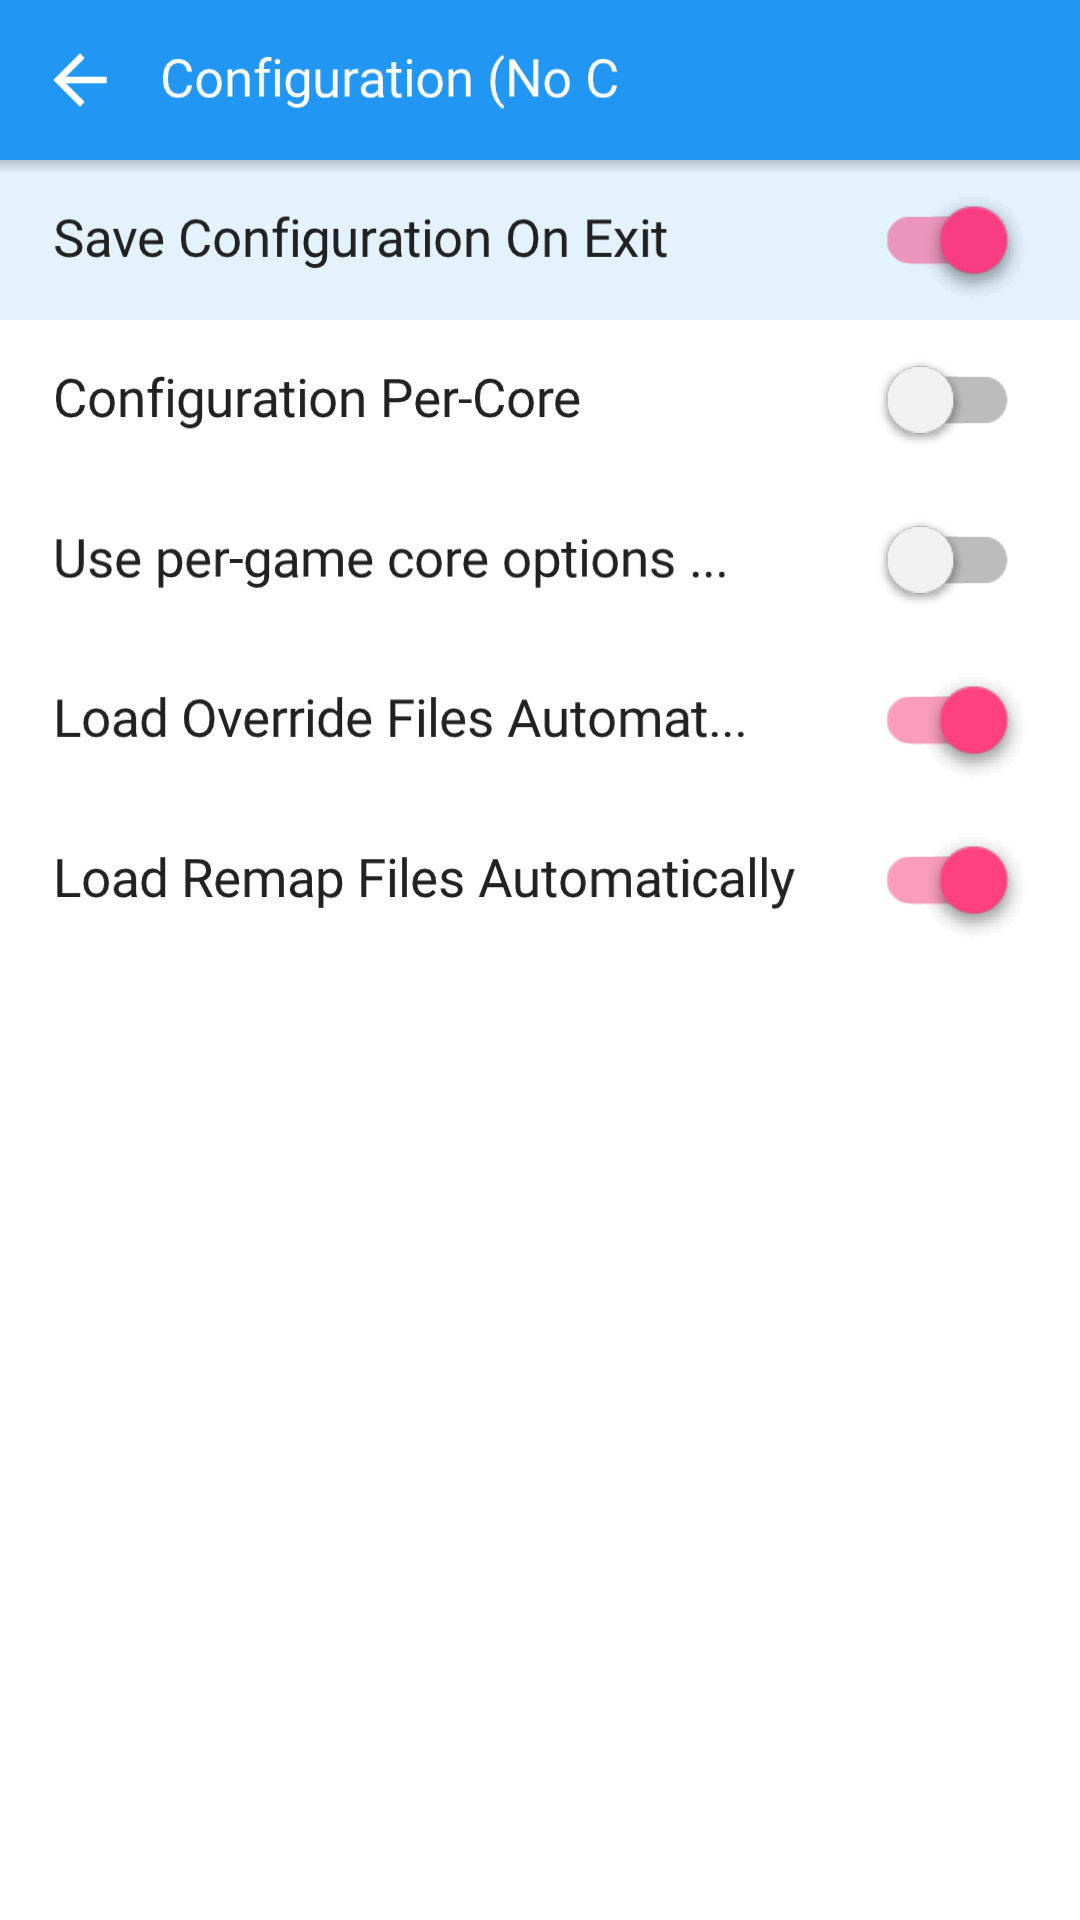 Configuration (No C
Save Configuration On Exit
Configuration Per-Core
Use per-game core options ...
Load Override Files Automat...
Load Remap Files Automatically